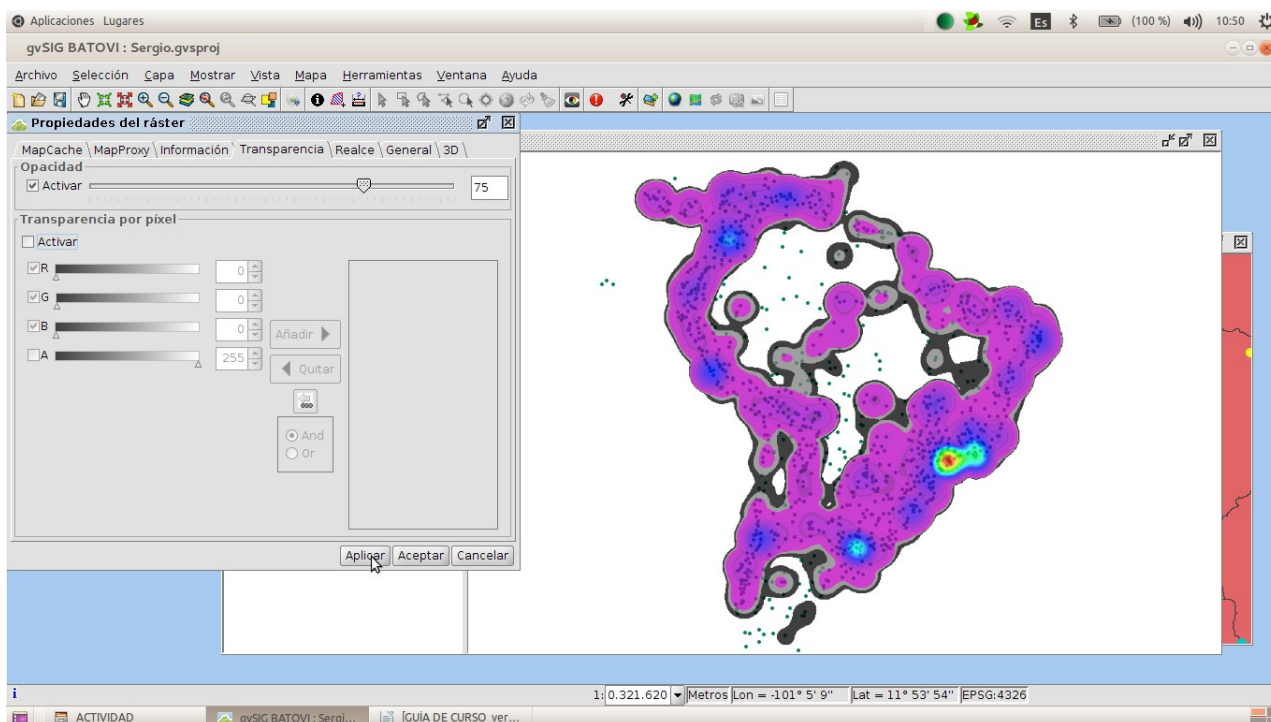 Aplicaciones Lugares
Es (100 %) 10:50
gvSIG BATOVI : Sergio.gvsproj
Archivo Selección Capa Mostrar Vista Mapa Herramientas Ventana Ayuda
Propiedades del ráster
MapCache MapProxy Información Transparencia Realce General 3D
Opacidad
Activar 75
Transparencia por píxel
Activar
R 0
G 0
B 0
Añadir
A 255
Quitar
And
Or
Aplicar Aceptar Cancelar
1: 0.321.620 Metros Lon = -101° 5' 9" Lat = 11° 53' 54" EPSG:4326
ACTIVIDAD gvSIG BATOVI : Sergi... [GUÍA DE CURSO ver...